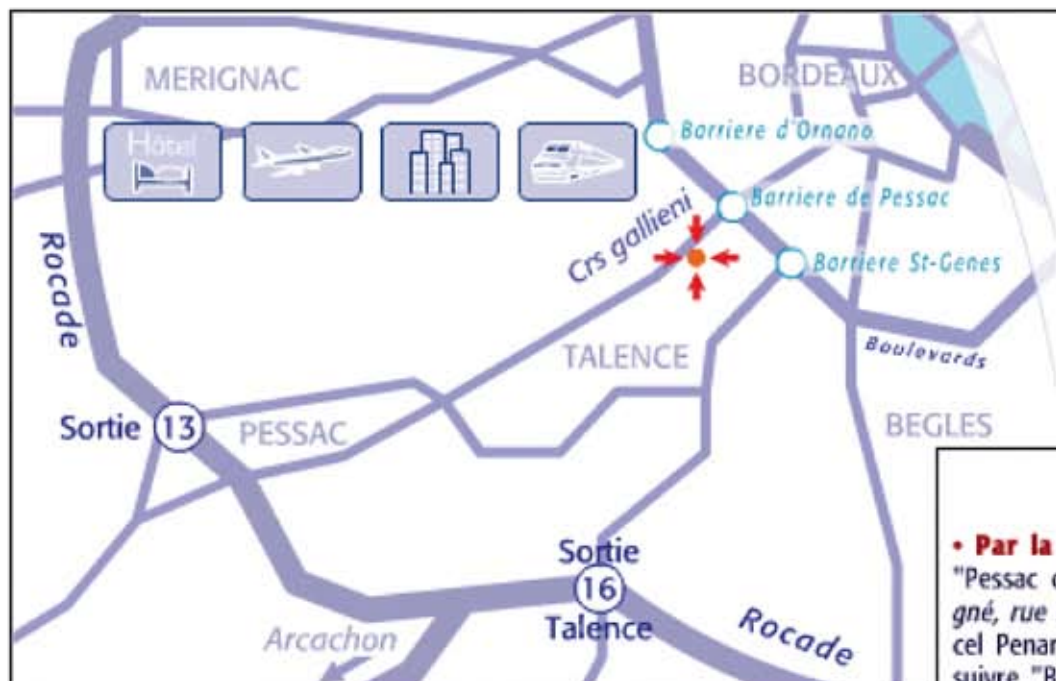 MERIGNAC
BORDEAUX
Hôtel
Barriere d'Ornano
Barriere de Pessac
Crs gallieni
Barriere St-Genes
Rocade
TALENCE
Boulevards
Sortie 13
PESSAC
BEGLES
Sortie
16
Talence
Arcachon
Rocade
• Par la
"Pessac
gné, rue
cel Penar
suivre